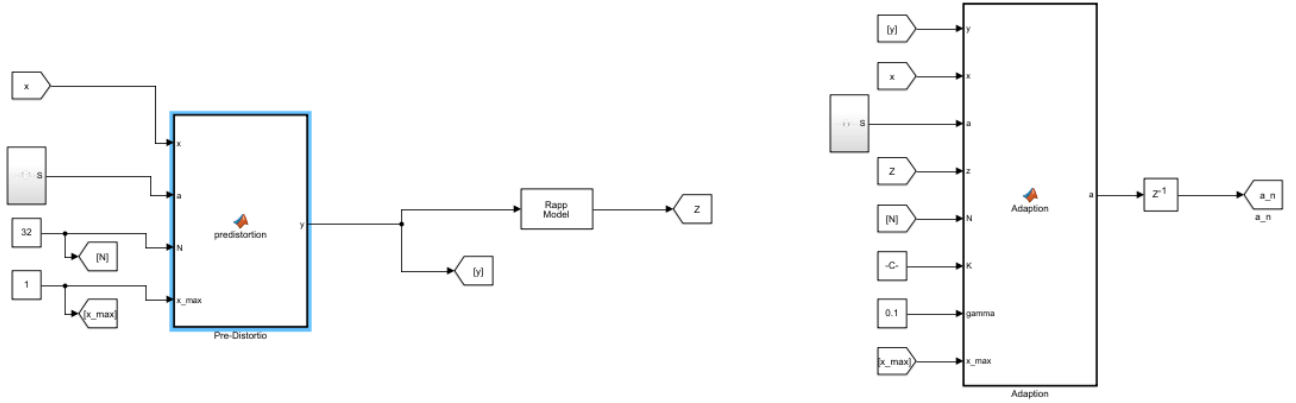 x
S
32
[N]
1
[x_max]
x
a
N
x_max
predistortion
y
Pre-Distortio
Rapp
Model
Z
[y]
[y]
x
S
Z
[N]
-C-
0.1
[x_max]
y
x
a
z
N
K
gamma
x_max
Adaption
a
Adaption
Z-1
a_n
a_n